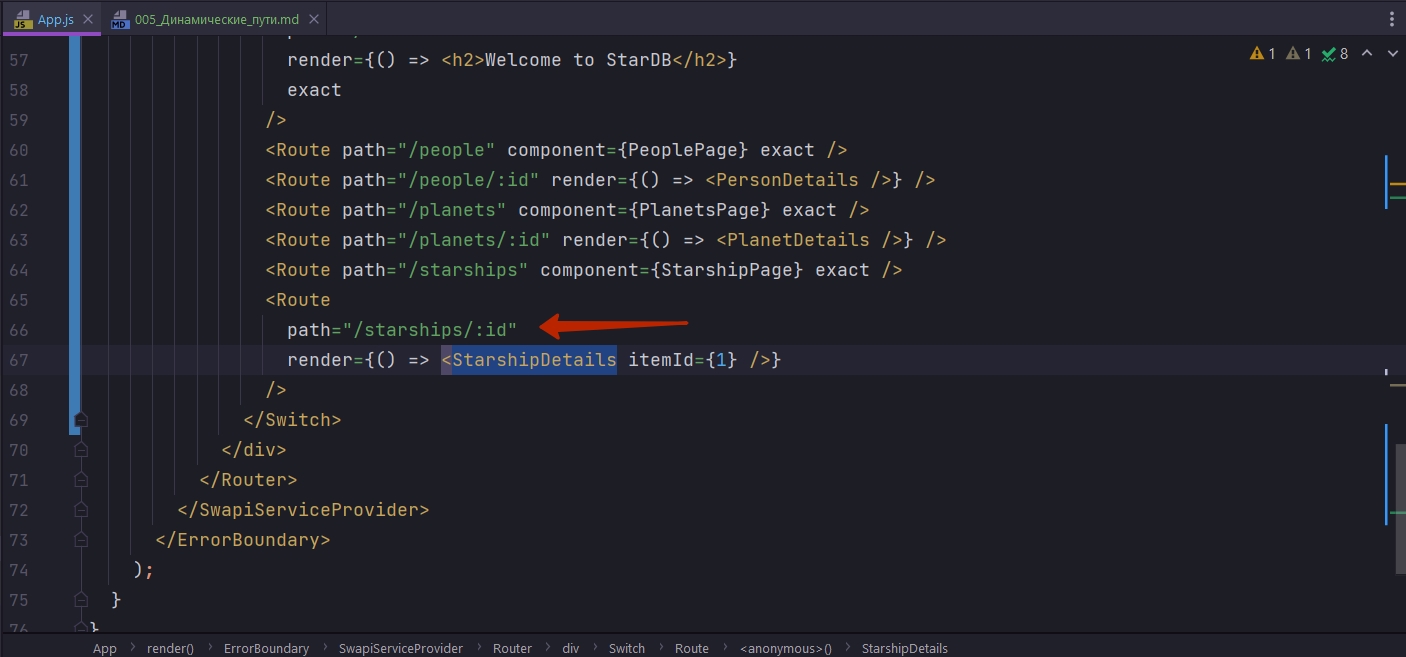 JS App.js MD 005_Динамические_пути.md
57 render={() => <h2>Welcome to StarDB</h2>} 1 1 8
58 exact
59 />
60 <Route path="/people" component={PeoplePage} exact />
61 <Route path="/people/:id" render={() => <PersonDetails />} />
62 <Route path="/planets" component={PlanetsPage} exact />
63 <Route path="/planets/:id" render={() => <PlanetDetails />} />
64 <Route path="/starships" component={StarshipPage} exact />
65 <Route
66 path="/starships/:id"
67 render={() => <StarshipDetails itemId={1} />}
68 />
69 </Switch>
70 </div>
71 </Router>
72 </SwapiServiceProvider>
73 </ErrorBoundary>
74 );
75 }
76 }
App > render() > ErrorBoundary > SwapiServiceProvider > Router > div > Switch > Route > <anonymous>() > StarshipDetails